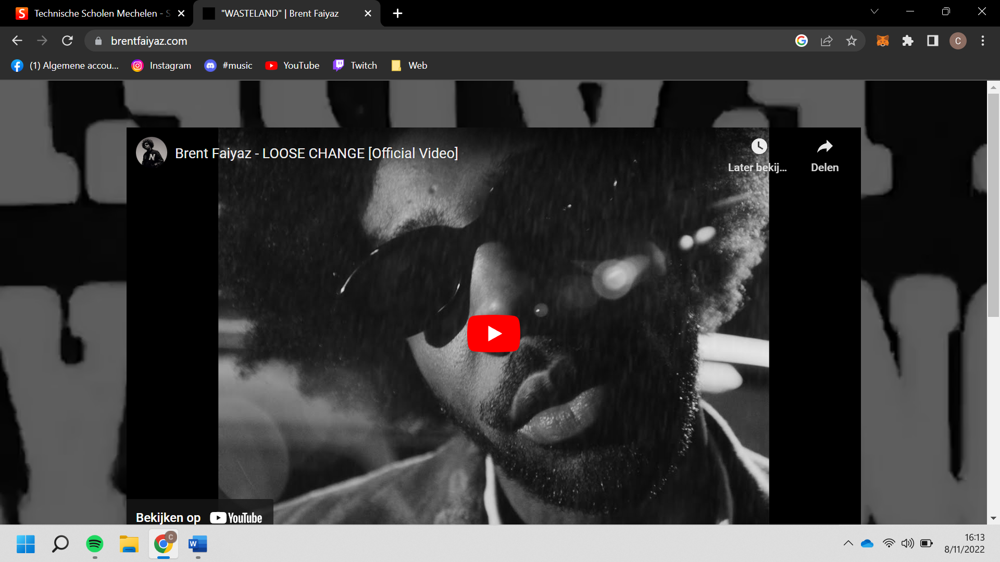 Technische Scholen Mechelen - S
"WASTELAND" | Brent Faiyaz
brentfaiyaz.com
(1) Algemene accou...
Instagram
#music
YouTube
Twitch
Web
Brent Faiyaz - LOOSE CHANGE [Official Video]
Later bekij...
Delen
Bekijken op YouTube
16:13
8/11/2022